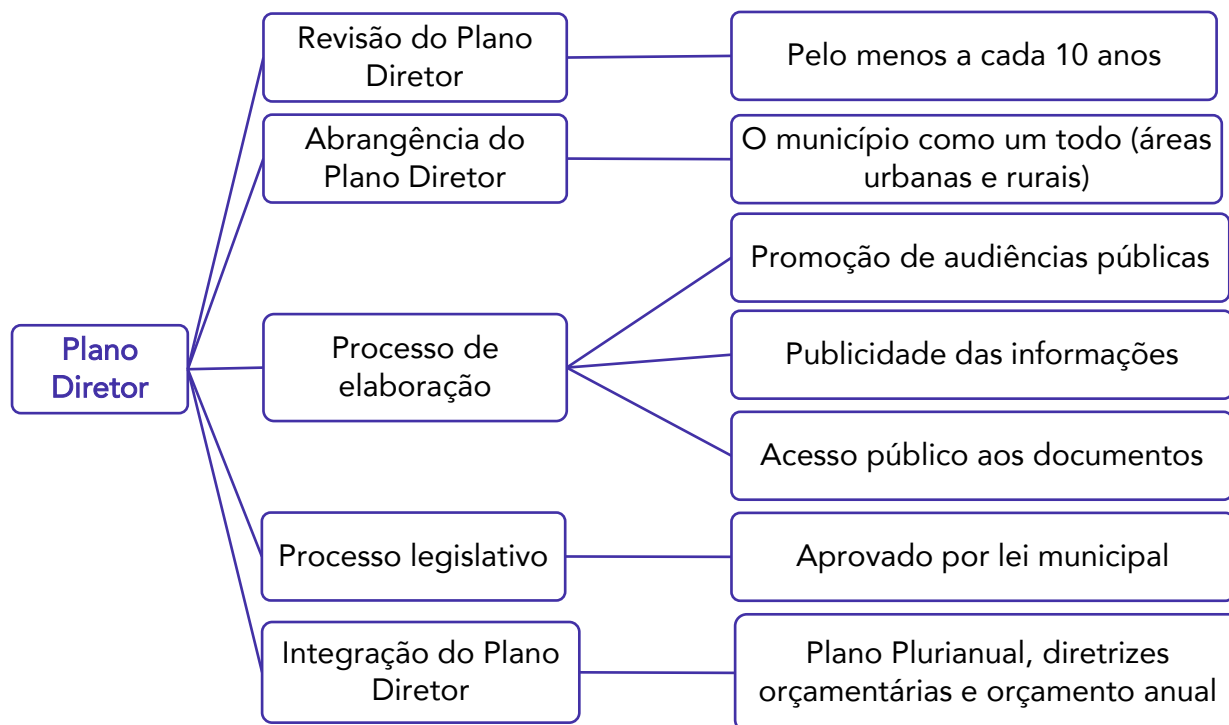 Revisão do Plano
Diretor
Pelo menos a cada 10 anos
Abrangência do
Plano Diretor
O município como um todo (áreas
urbanas e rurais)
Plano
Diretor
Processo de
elaboração
Promoção de audiências públicas
Publicidade das informações
Acesso público aos documentos
Processo legislativo
Aprovado por lei municipal
Integração do Plano
Diretor
Plano Plurianual, diretrizes
orçamentárias e orçamento anual